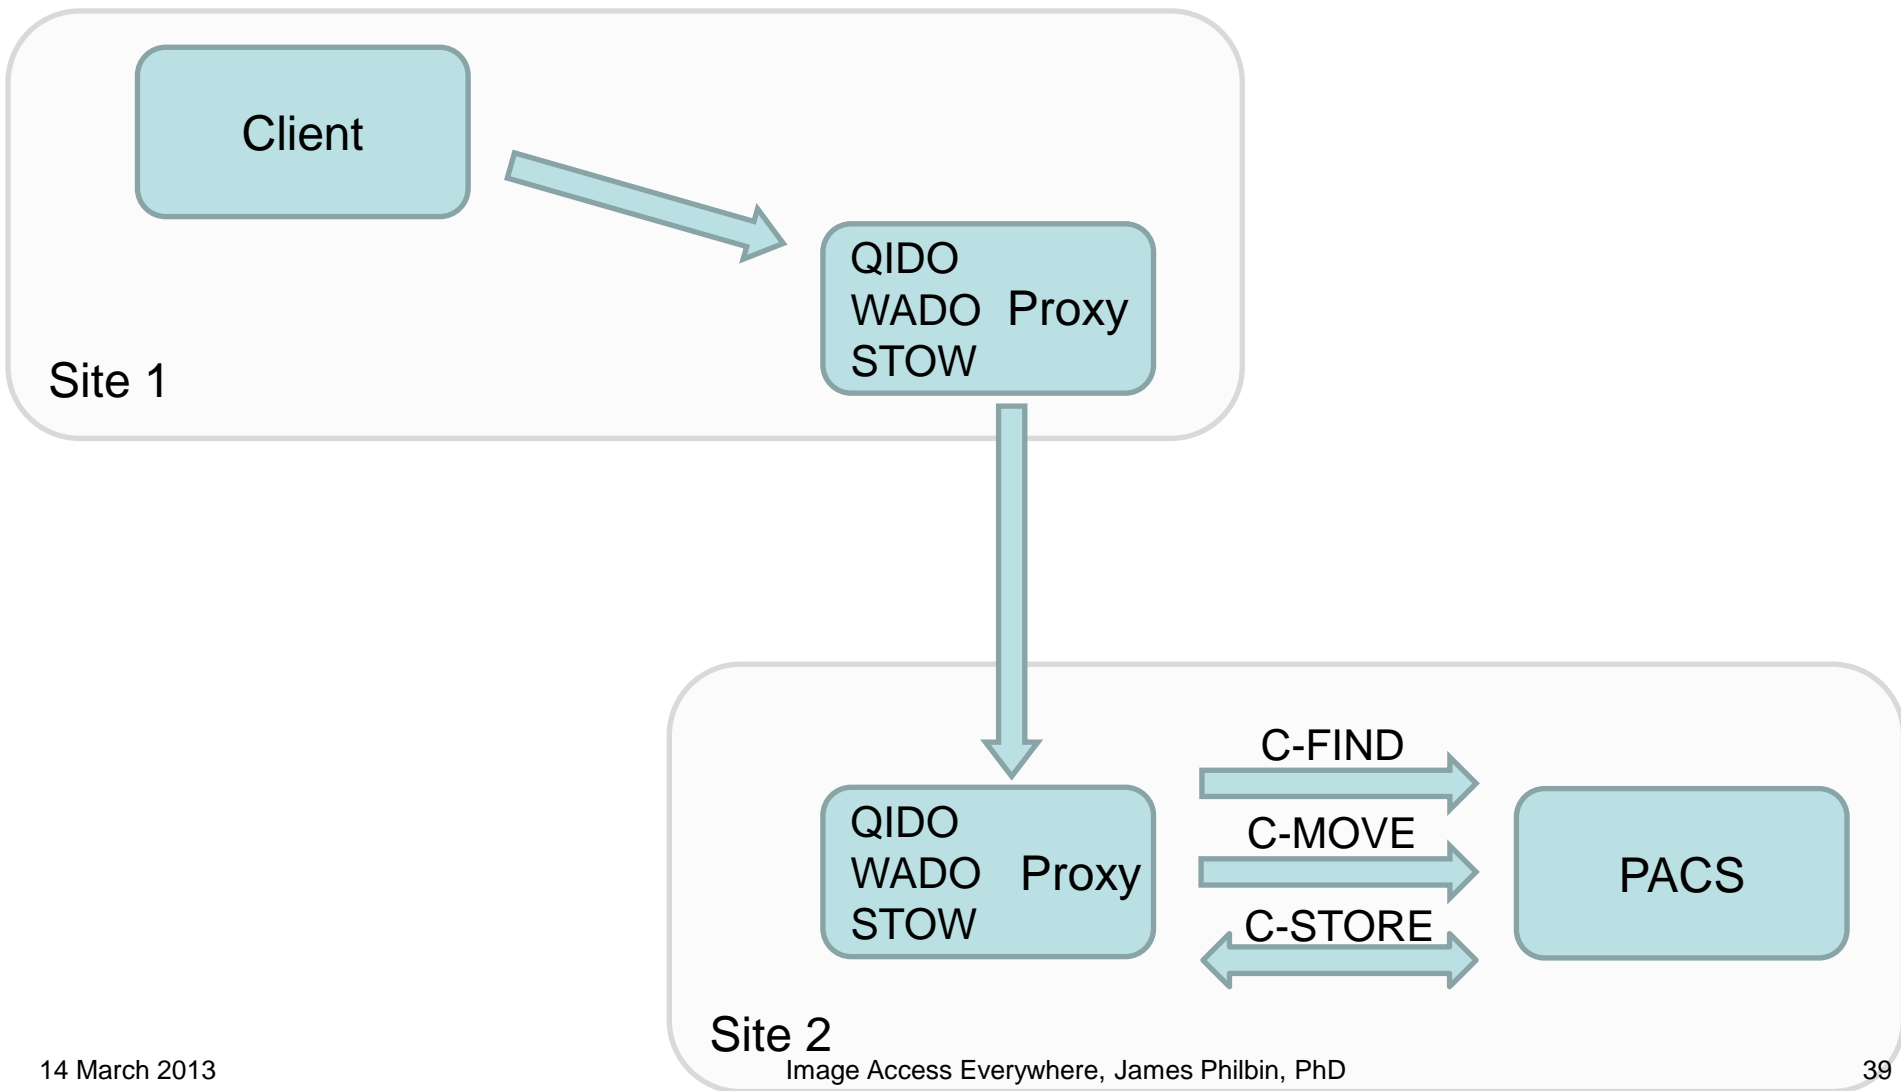 Client
QIDO
WADO Proxy
STOW
Site 1
C-FIND
C-MOVE
C-STORE
QIDO
WADO Proxy
STOW
PACS
Site 2
14 March 2013
Image Access Everywhere, James Philbin, PhD
39